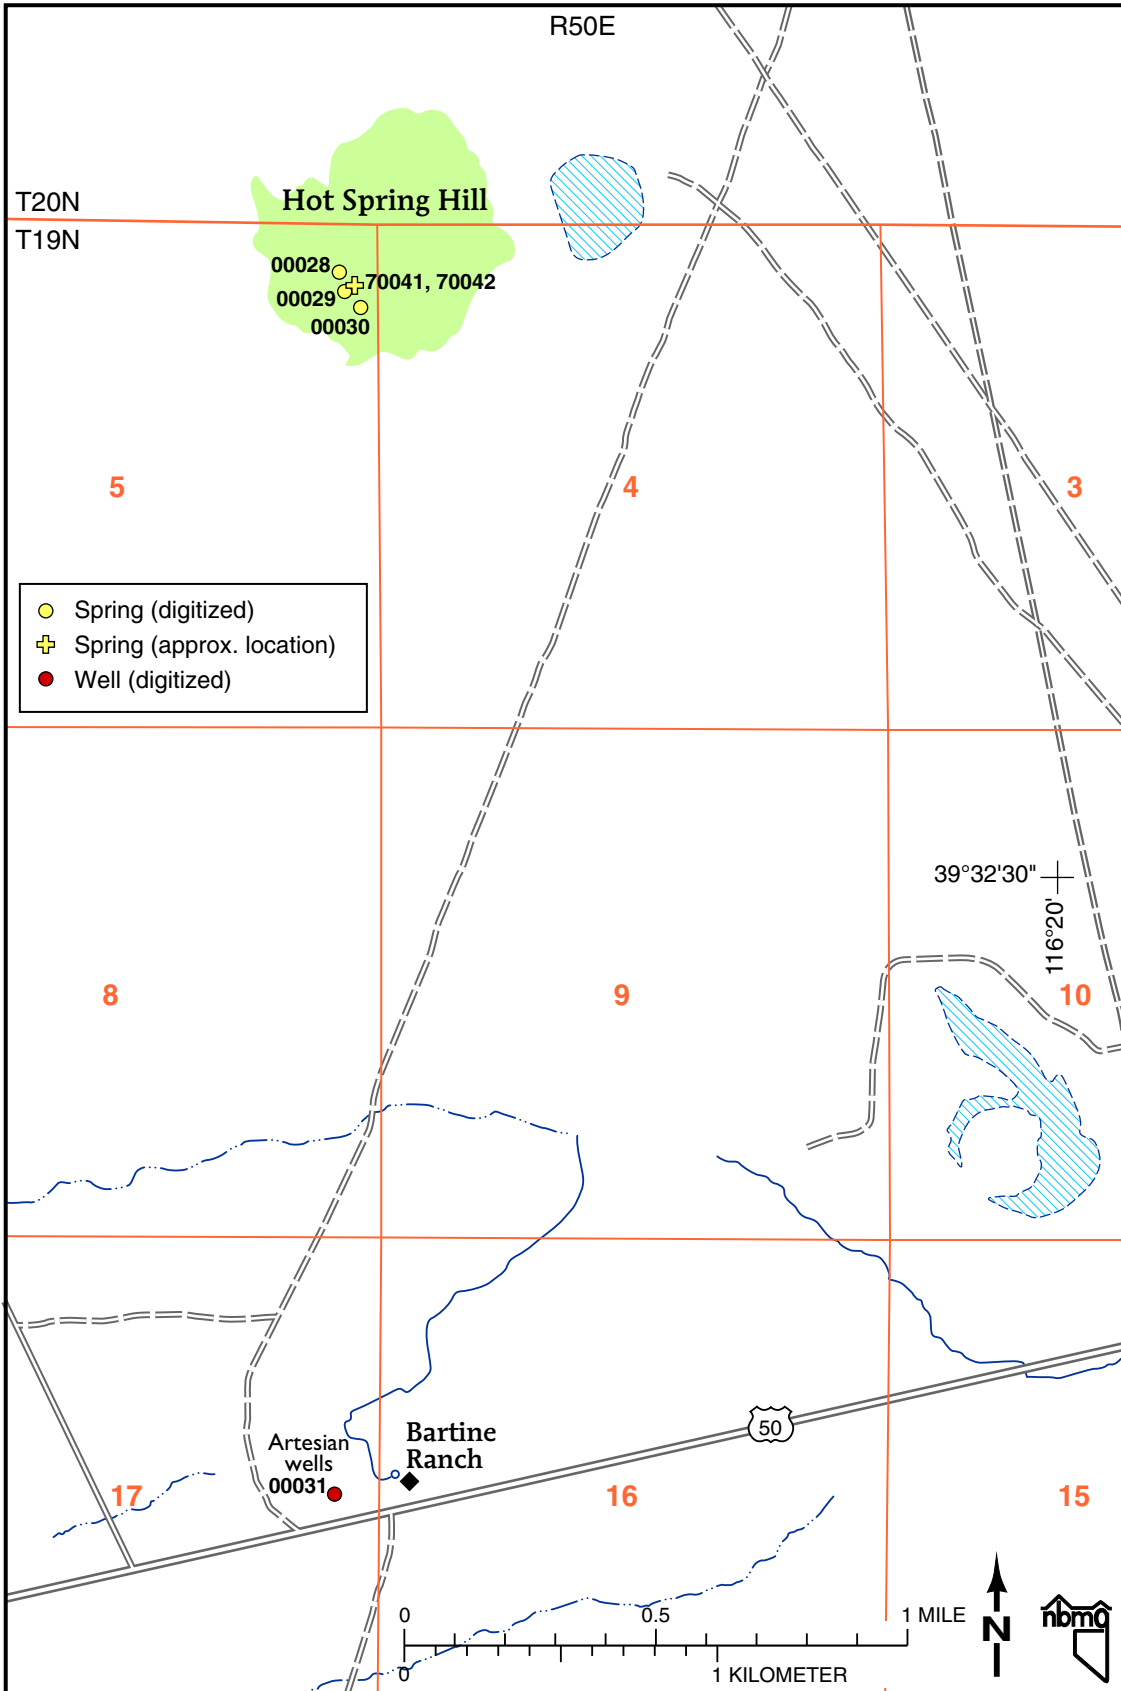 R50E
T20N
Hot Spring Hill
T19N
00028
70041, 70042
00029
00030
5
4
3
Spring (digitized)
Spring (approx. location)
Well (digitized)
39°32'30"
116°20'
8
9
10
50
Artesian
wells
00031
Bartine
Ranch
17
16
15
0
0.5
1 MILE
N
nbmg
0
1 KILOMETER